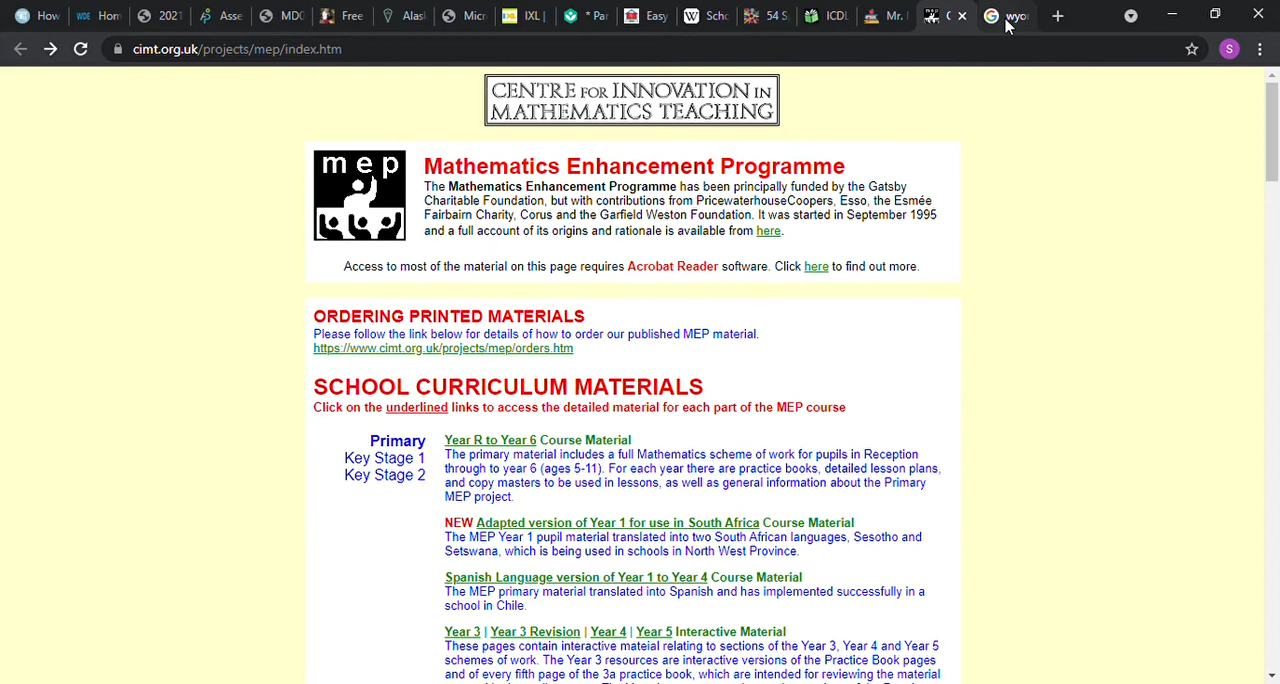 How
WDE Hom
2021
Asse
MDC
Free
Alask
Micr
IXL |
* Par
Easy
Scho
54 S
ICDL
Mr.
wyo
cimt.org.uk/projects/mep/index.htm
S
CENTRE FOR INNOVATION IN
MATHEMATICS TEACHING
mep
Mathematics Enhancement Programme
The Mathematics Enhancement Programme has been principally funded by the Gatsby
Charitable Foundation, but with contributions from PricewaterhouseCoopers, Esso, the Esmée
Fairbairn Charity, Corus and the Garfield Weston Foundation. It was started in September 1995
and a full account of its origins and rationale is available from here.
Access to most of the material on this page requires Acrobat Reader software. Click here to find out more.
ORDERING PRINTED MATERIALS
Please follow the link below for details of how to order our published MEP material.
https://www.cimt.org.uk/projects/mep/orders.htm
SCHOOL CURRICULUM MATERIALS
Click on the underlined links to access the detailed material for each part of the MEP course
Primary
Key Stage 1
Key Stage 2
Year R to Year 6 Course Material
The primary material includes a full Mathematics scheme of work for pupils in Reception
through to year 6 (ages 5-11). For each year there are practice books, detailed lesson plans,
and copy masters to be used in lessons, as well as general information about the Primary
MEP project.
NEW Adapted version of Year 1 for use in South Africa Course Material
The MEP Year 1 pupil material translated into two South African languages, Sesotho and
Setswana, which is being used in schools in North West Province.
Spanish Language version of Year 1 to Year 4 Course Material
The MEP primary material translated into Spanish and has implemented successfully in a
school in Chile.
Year 3 | Year 3 Revision | Year 4 | Year 5 Interactive Material
These pages contain interactive mateial relating to sections of the Year 3, Year 4 and Year 5
schemes of work. The Year 3 resources are interactive versions of the Practice Book pages
and of every fifth page of the 3a practice book, which are intended for reviewing the material